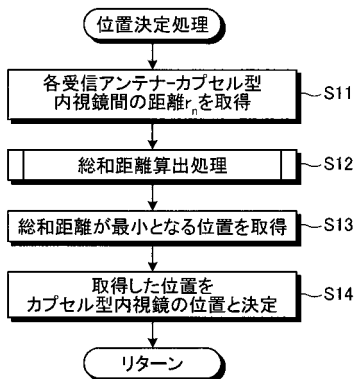 位置決定処理
各受信アンテナーカプセル型
内視鏡間の距離rnを取得
S11
総和距離算出処理
S12
総和距離が最小となる位置を取得
S13
取得した位置を
カプセル型内視鏡の位置と決定
S14
リターン